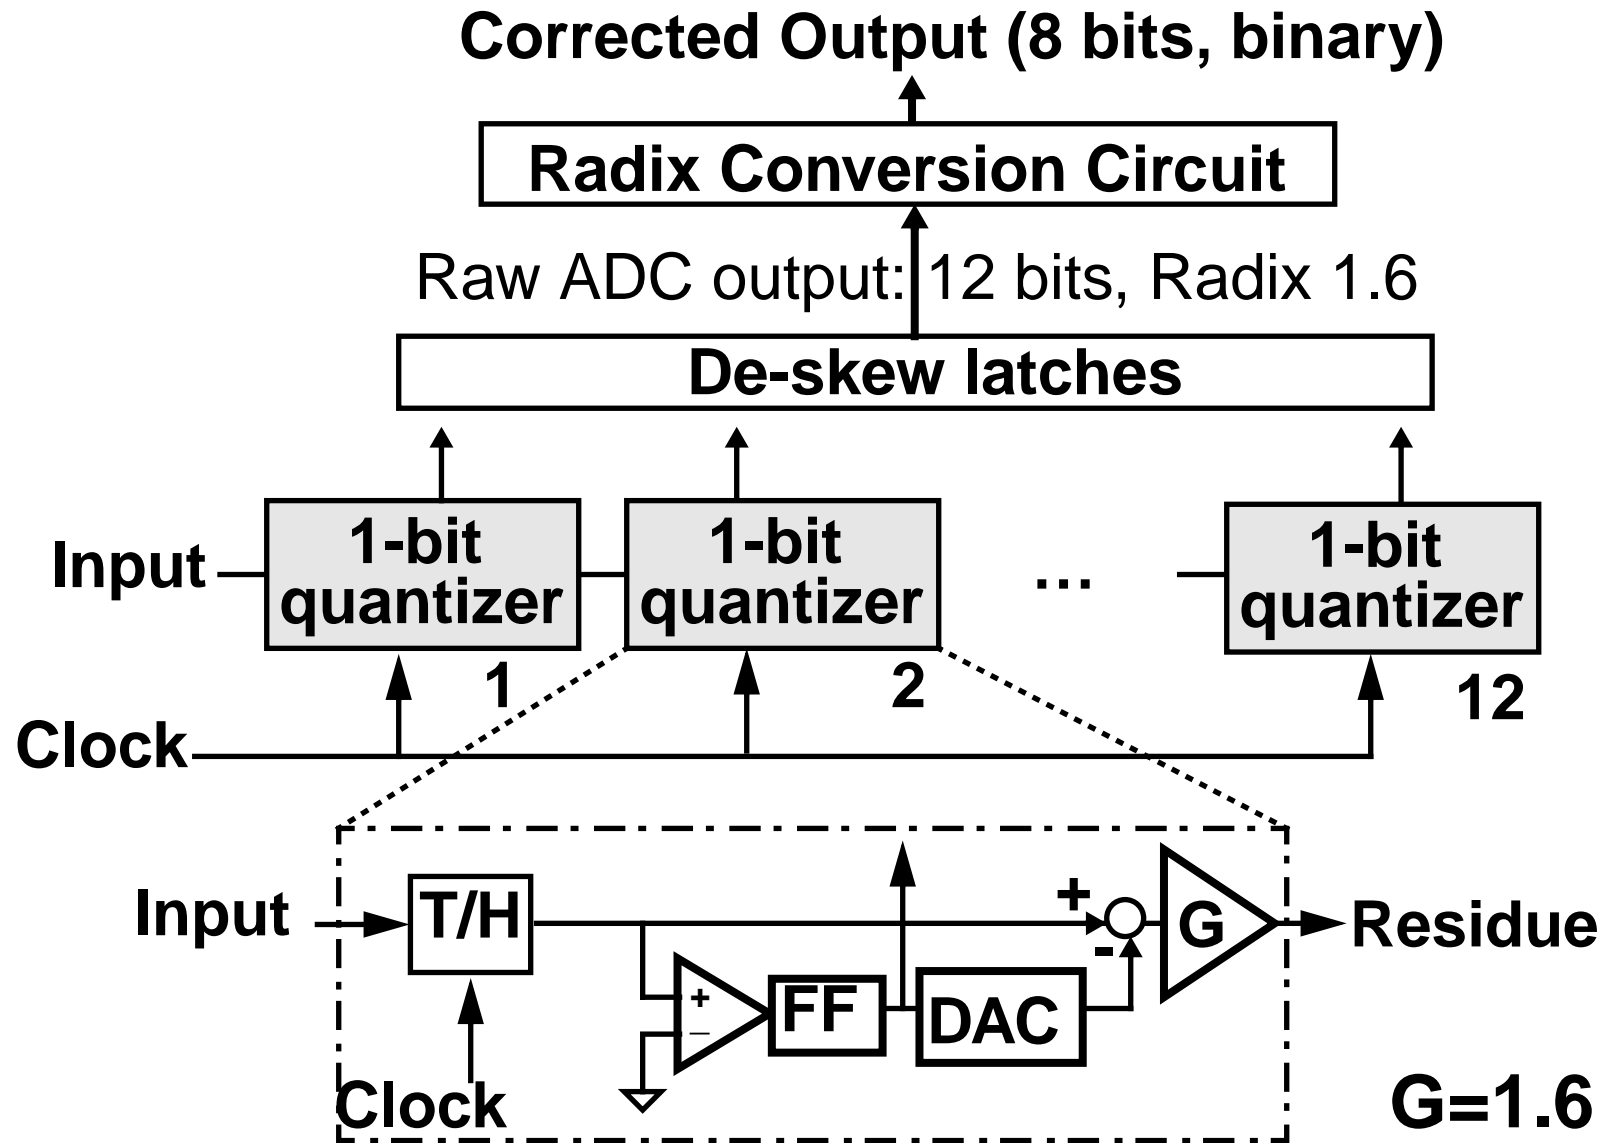 Corrected Output (8 bits, binary)
Radix Conversion Circuit
Raw ADC output: 12 bits, Radix 1.6
De-skew latches
Input
1-bit
quantizer
1-bit
quantizer
...
1-bit
quantizer
1
2
12
Clock
Input
T/H
+
-
G
Residue
+
–
FF
DAC
Clock
G=1.6